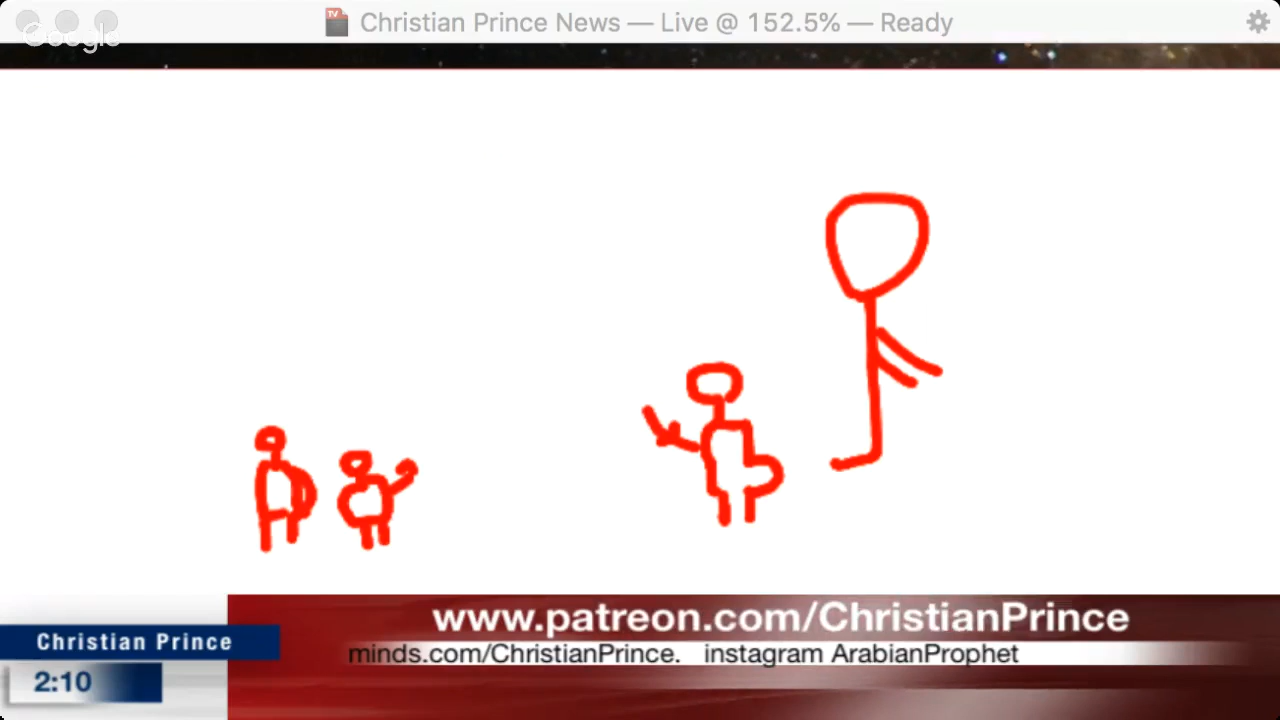 TV Christian Prince News — Live @ 152.5% — Ready
Google
www.patreon.com/ChristianPrince
Christian Prince
minds.com/ChristianPrince. instagram ArabianProphet
2:10